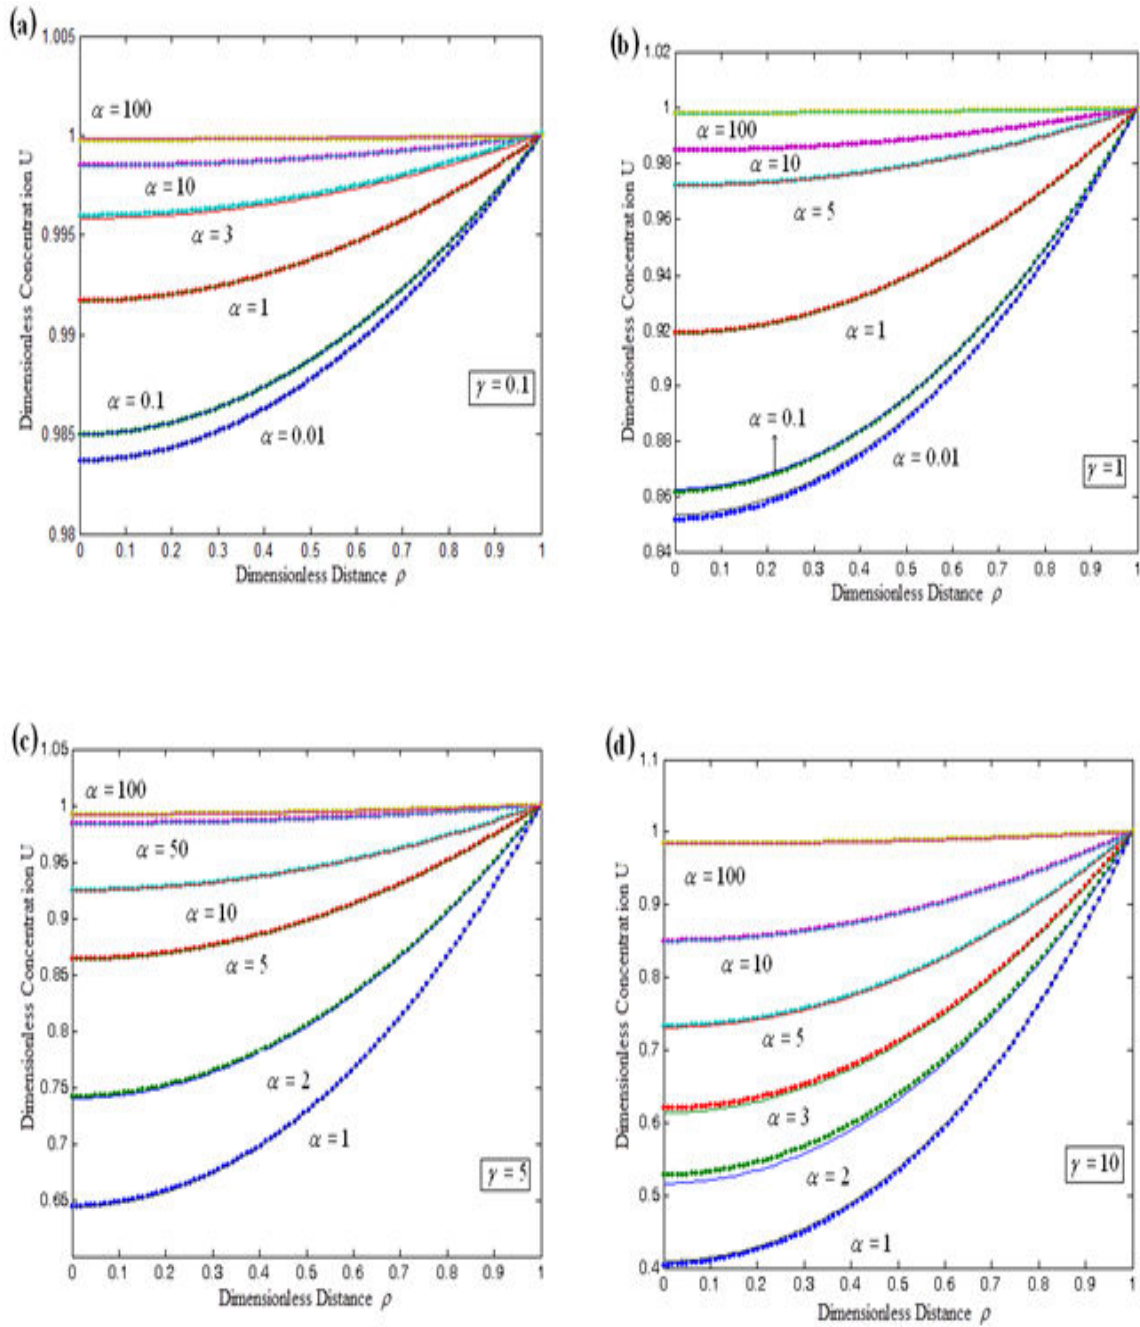 (a)
1.005
1
0.995
0.99
0.985
0.98
Dimensionless Concentration U
α = 100
α = 10
α = 3
α = 1
α = 0.1
α = 0.01
γ = 0.1
0 0.1 0.2 0.3 0.4 0.5 0.6 0.7 0.8 0.9 1
Dimensionless Distance ρ
(b)
1.02
1
0.98
0.96
0.94
0.92
0.9
0.88
0.86
0.84
Dimensionless Concentration U
α = 100
α = 10
α = 5
α = 1
α = 0.1
α = 0.01
γ = 1
0 0.1 0.2 0.3 0.4 0.5 0.6 0.7 0.8 0.9 1
Dimensionless Distance ρ
(c)
1.05
1
0.95
0.9
0.85
0.8
0.75
0.7
0.65
Dimensionless Concentration U
α = 100
α = 50
α = 10
α = 5
α = 2
α = 1
γ = 5
0 0.1 0.2 0.3 0.4 0.5 0.6 0.7 0.8 0.9 1
Dimensionless Distance ρ
(d)
1.1
1
0.9
0.8
0.7
0.6
0.5
0.4
Dimensionless Concentration U
α = 100
α = 10
α = 5
α = 3
α = 2
α = 1
γ = 10
0 0.1 0.2 0.3 0.4 0.5 0.6 0.7 0.8 0.9 1
Dimensionless Distance ρ